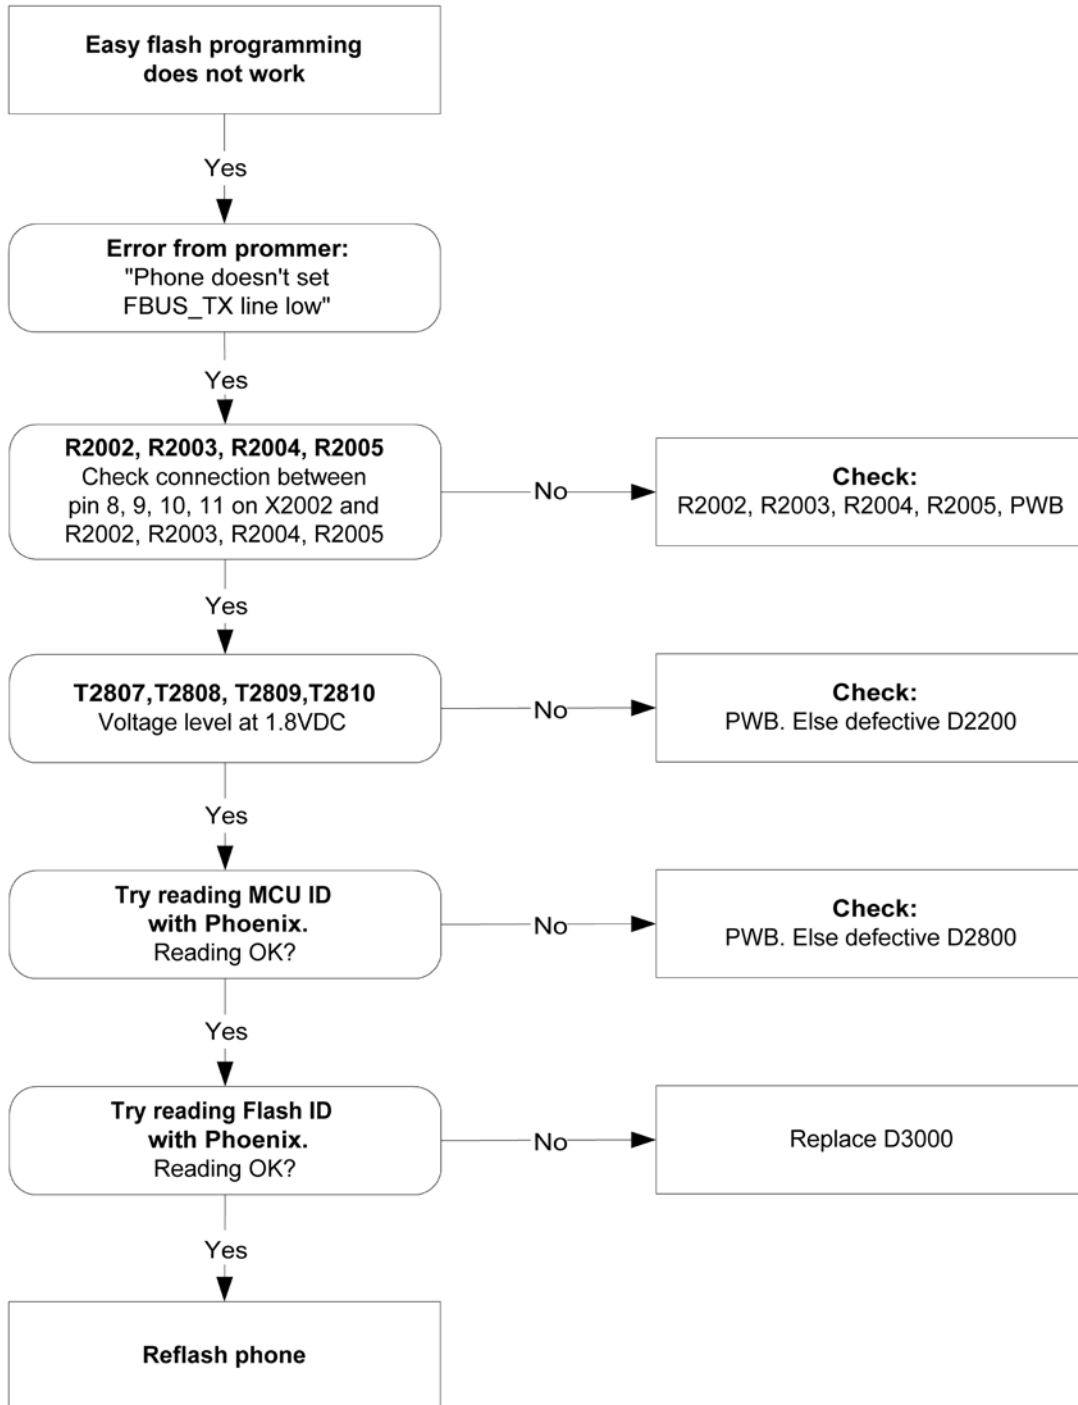 Easy flash programming
does not work
Yes
Error from prommer:
"Phone doesn't set
FBUS_TX line low"
Yes
R2002, R2003, R2004, R2005
Check connection between
pin 8, 9, 10, 11 on X2002 and
R2002, R2003, R2004, R2005
No
Check:
R2002, R2003, R2004, R2005, PWB
Yes
T2807,T2808, T2809,T2810
Voltage level at 1.8VDC
No
Check:
PWB. Else defective D2200
Yes
Try reading MCU ID
with Phoenix.
Reading OK?
No
Check:
PWB. Else defective D2800
Yes
Try reading Flash ID
with Phoenix.
Reading OK?
No
Replace D3000
Yes
Reflash phone